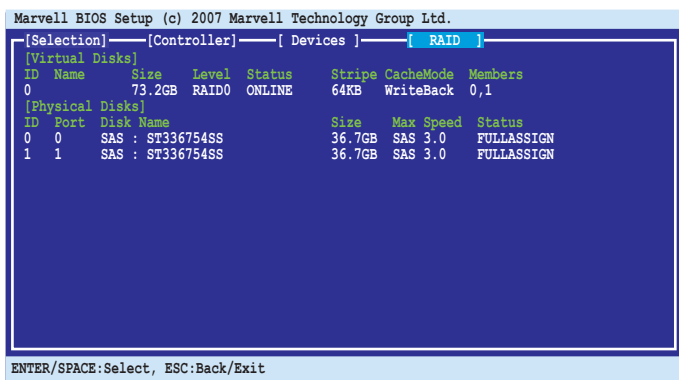 Marvell BIOS Setup (c) 2007 Marvell Technology Group Ltd.
[Selection] [Controller] [ Devices ] [ RAID ]
[Virtual Disks]
ID Name Size Level Status Stripe CacheMode Members
0 73.2GB RAID0 ONLINE 64KB WriteBack 0,1
[Physical Disks]
ID Port Disk Name Size Max Speed Status
0 0 SAS : ST336754SS 36.7GB SAS 3.0 FULLASSIGN
1 1 SAS : ST336754SS 36.7GB SAS 3.0 FULLASSIGN
ENTER/SPACE:Select, ESC:Back/Exit